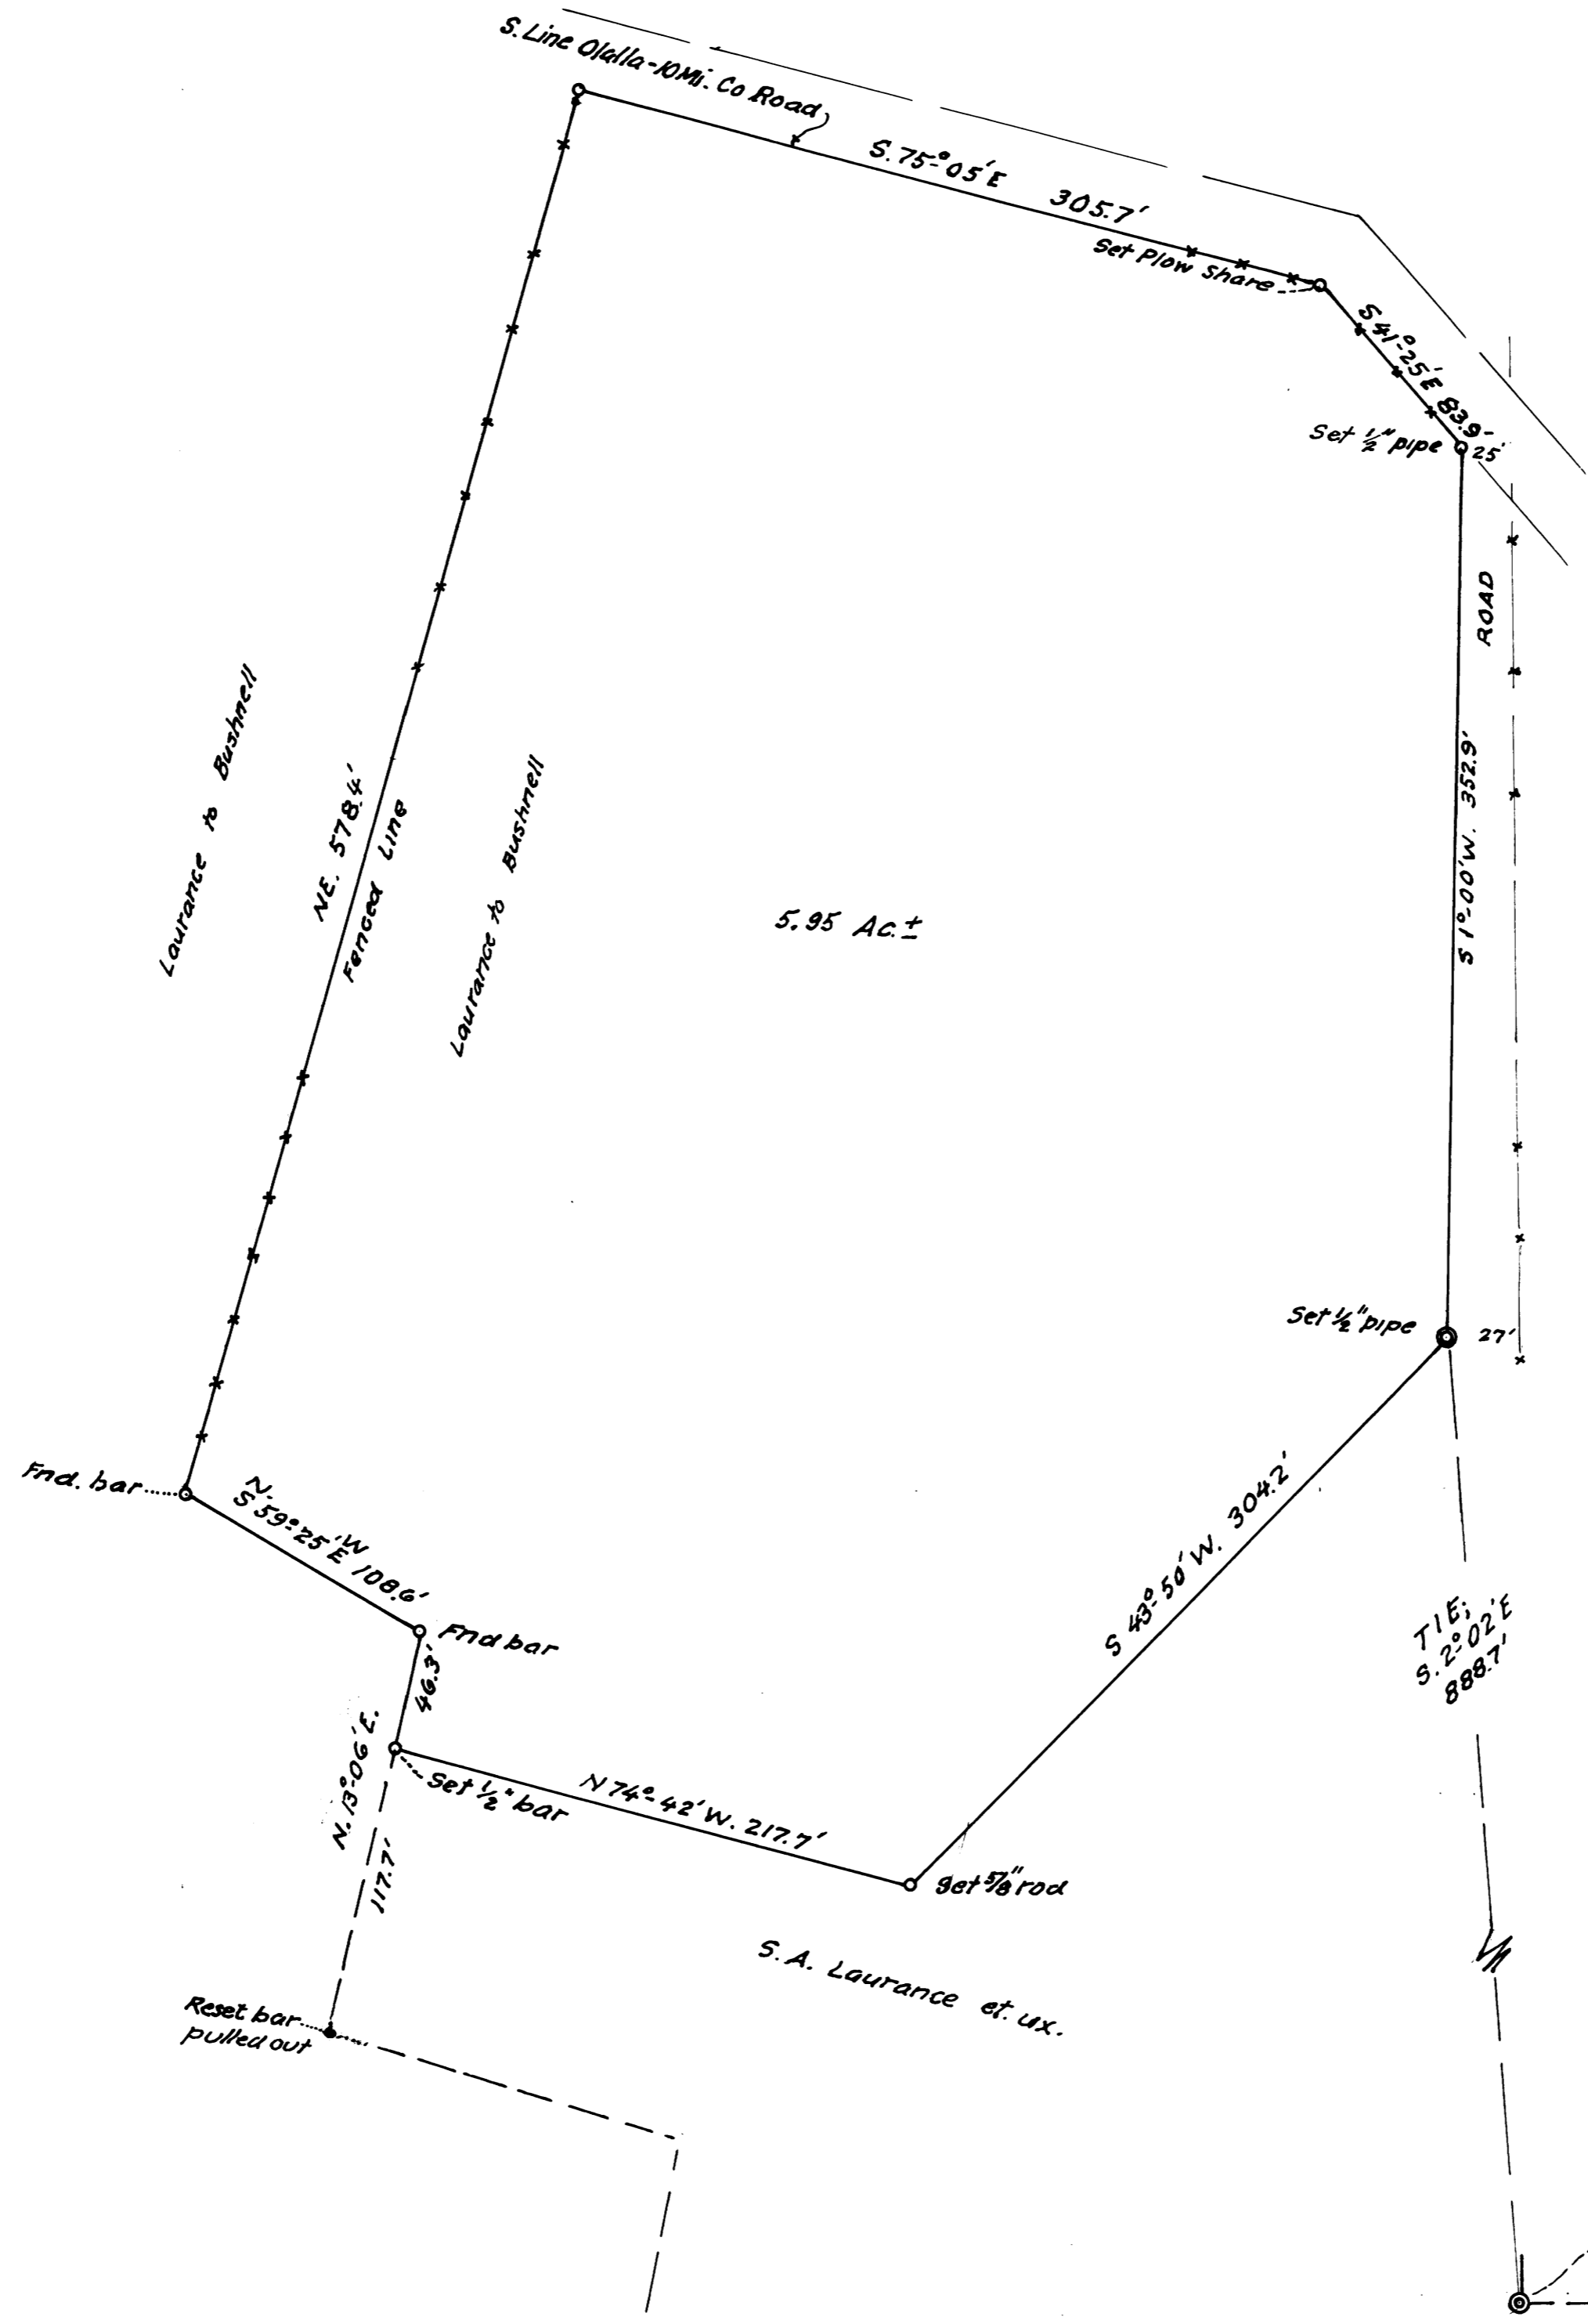 S. Line Olalla-10Mi. Co Road
S. 75°-05' E 305.7'
Set Plow Share
S 41°-25' E 83.9'
Set 1/2" pipe
25'
ROAD
S 1°-00' W. 352.9'
Laurance to Bushnell
NE. 578.4'
Fenced Line
Laurance to Bushnell
5.95 Ac. ±
Set 1/2" pipe
27'
Fnd. bar
N. W
S 59°-25' E 108.6'
Fnd bar
46.3'
S 43°-50' W. 304.2'
TIE;
S. 2°-02' E
888.7'
N. 13°-06' E.
Set 1/2" bar
N 74°-42' W. 217.7'
117.7'
Set 5/8" rod
S. A. Laurance et. ux.
Reset bar
pulled out